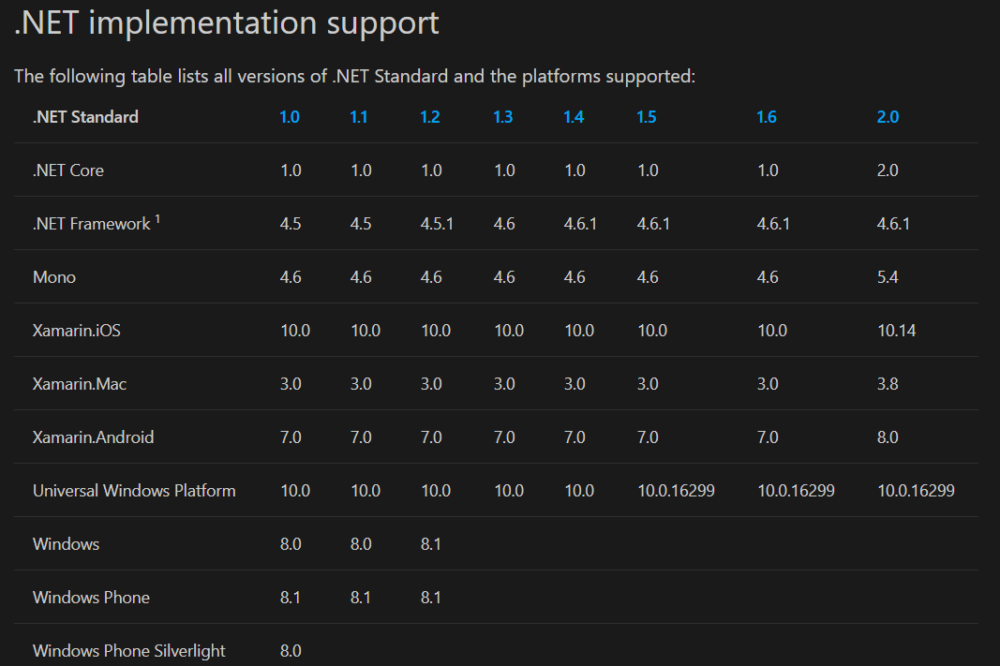 .NET implementation support
The following table lists all versions of .NET Standard and the platforms supported:
.NET Standard 1.0 1.1 1.2 1.3 1.4 1.5 1.6 2.0
.NET Core 1.0 1.0 1.0 1.0 1.0 1.0 1.0 2.0
.NET Framework ¹ 4.5 4.5 4.5.1 4.6 4.6.1 4.6.1 4.6.1 4.6.1
Mono 4.6 4.6 4.6 4.6 4.6 4.6 4.6 5.4
Xamarin.iOS 10.0 10.0 10.0 10.0 10.0 10.0 10.0 10.14
Xamarin.Mac 3.0 3.0 3.0 3.0 3.0 3.0 3.0 3.8
Xamarin.Android 7.0 7.0 7.0 7.0 7.0 7.0 7.0 8.0
Universal Windows Platform 10.0 10.0 10.0 10.0 10.0 10.0.16299 10.0.16299 10.0.16299
Windows 8.0 8.0 8.1
Windows Phone 8.1 8.1 8.1
Windows Phone Silverlight 8.0